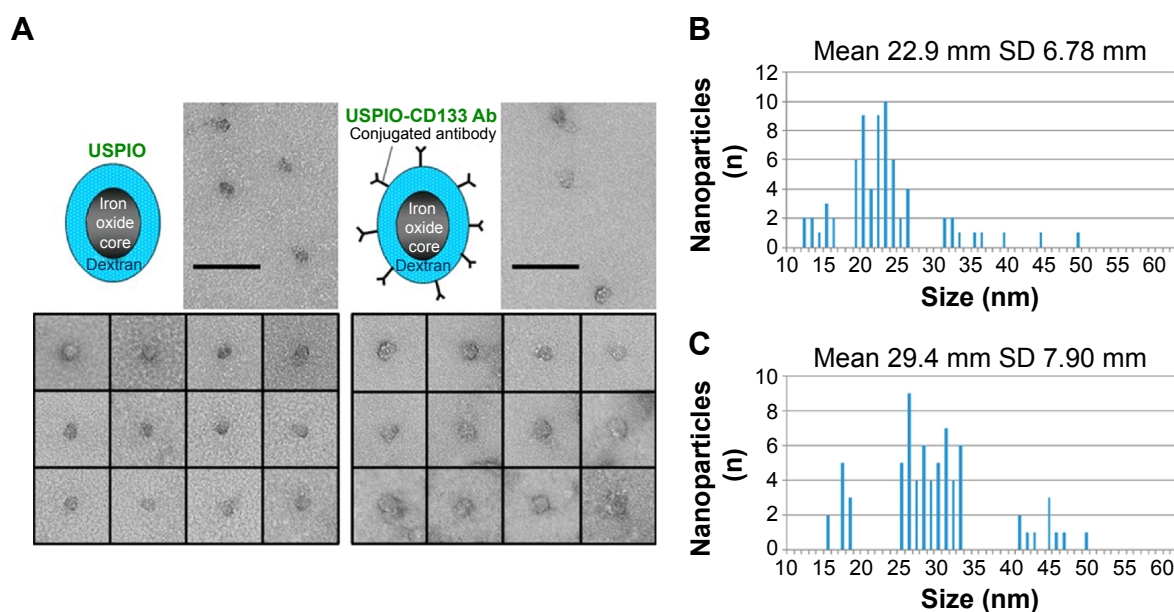 A
USPIO
Iron
oxide
core
Dextran
USPIO-CD133 Ab
Conjugated antibody
Iron
oxide
core
Dextran
B
Mean 22.9 mm SD 6.78 mm
Nanoparticles
(n)
12
10
8
6
4
2
0
10 15 20 25 30 35 40 45 50 55 60
Size (nm)
C
Mean 29.4 mm SD 7.90 mm
Nanoparticles
(n)
10
8
6
4
2
0
10 15 20 25 30 35 40 45 50 55 60
Size (nm)